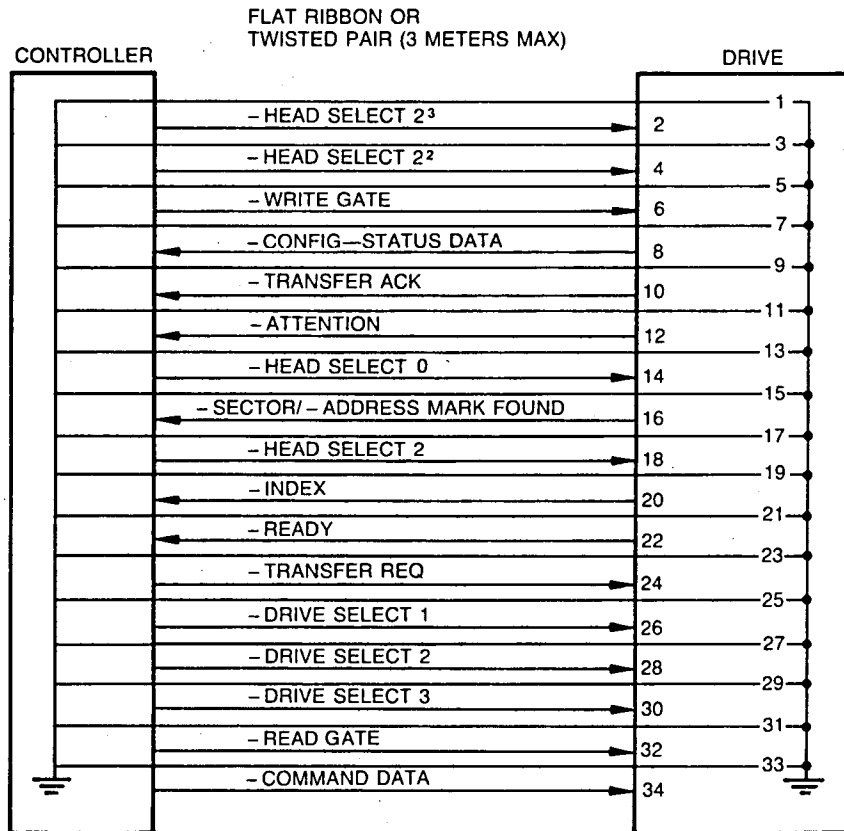 FLAT RIBBON OR
TWISTED PAIR (3 METERS MAX)
CONTROLLER
DRIVE
1
– HEAD SELECT 2³
2
3
– HEAD SELECT 2²
4
5
– WRITE GATE
6
7
– CONFIG—STATUS DATA
8
9
– TRANSFER ACK
10
11
– ATTENTION
12
13
– HEAD SELECT 0
14
15
– SECTOR/ – ADDRESS MARK FOUND
16
17
– HEAD SELECT 2
18
19
– INDEX
20
21
– READY
22
23
– TRANSFER REQ
24
25
– DRIVE SELECT 1
26
27
– DRIVE SELECT 2
28
29
– DRIVE SELECT 3
30
31
– READ GATE
32
33
– COMMAND DATA
34